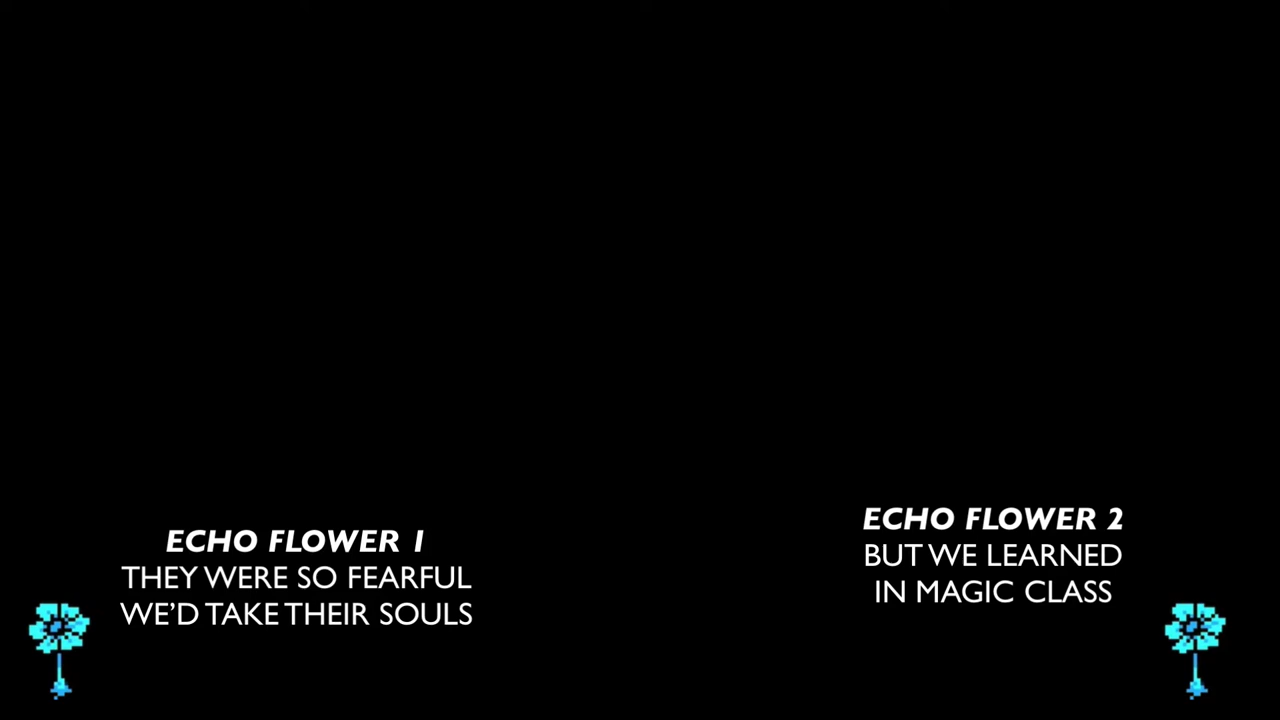 ECHO FLOWER 1
THEY WERE SO FEARFUL
WE'D TAKE THEIR SOULS
ECHO FLOWER 2
BUT WE LEARNED
IN MAGIC CLASS